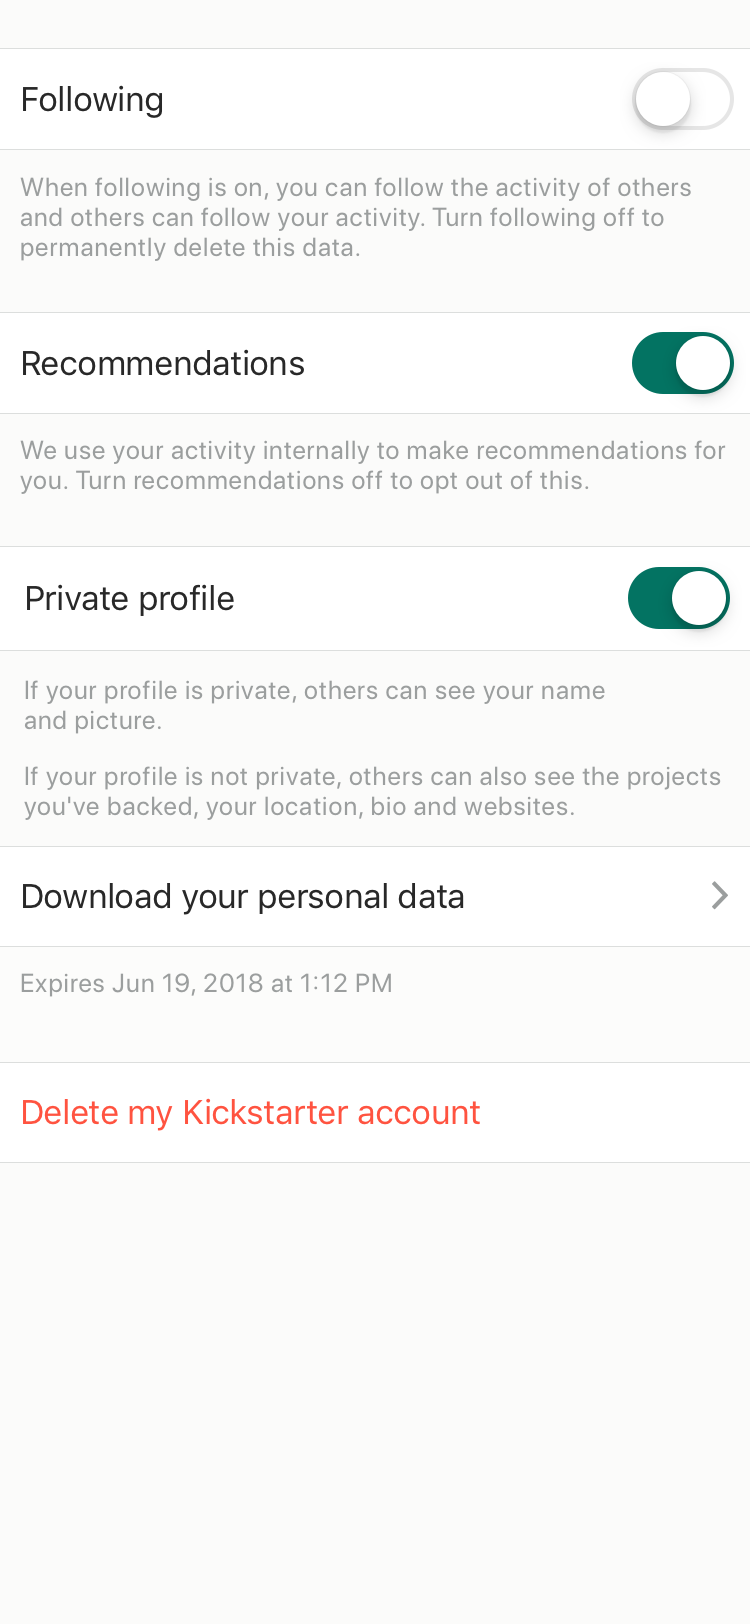 Following
When following is on, you can follow the activity of others
and others can follow your activity. Turn following off to
permanently delete this data.
Recommendations
We use your activity internally to make recommendations for
you. Turn recommendations off to opt out of this.
Private profile
If your profile is private, others can see your name
and picture.
If your profile is not private, others can also see the projects
you've backed, your location, bio and websites.
Download your personal data
Expires Jun 19, 2018 at 1:12 PM
Delete my Kickstarter account